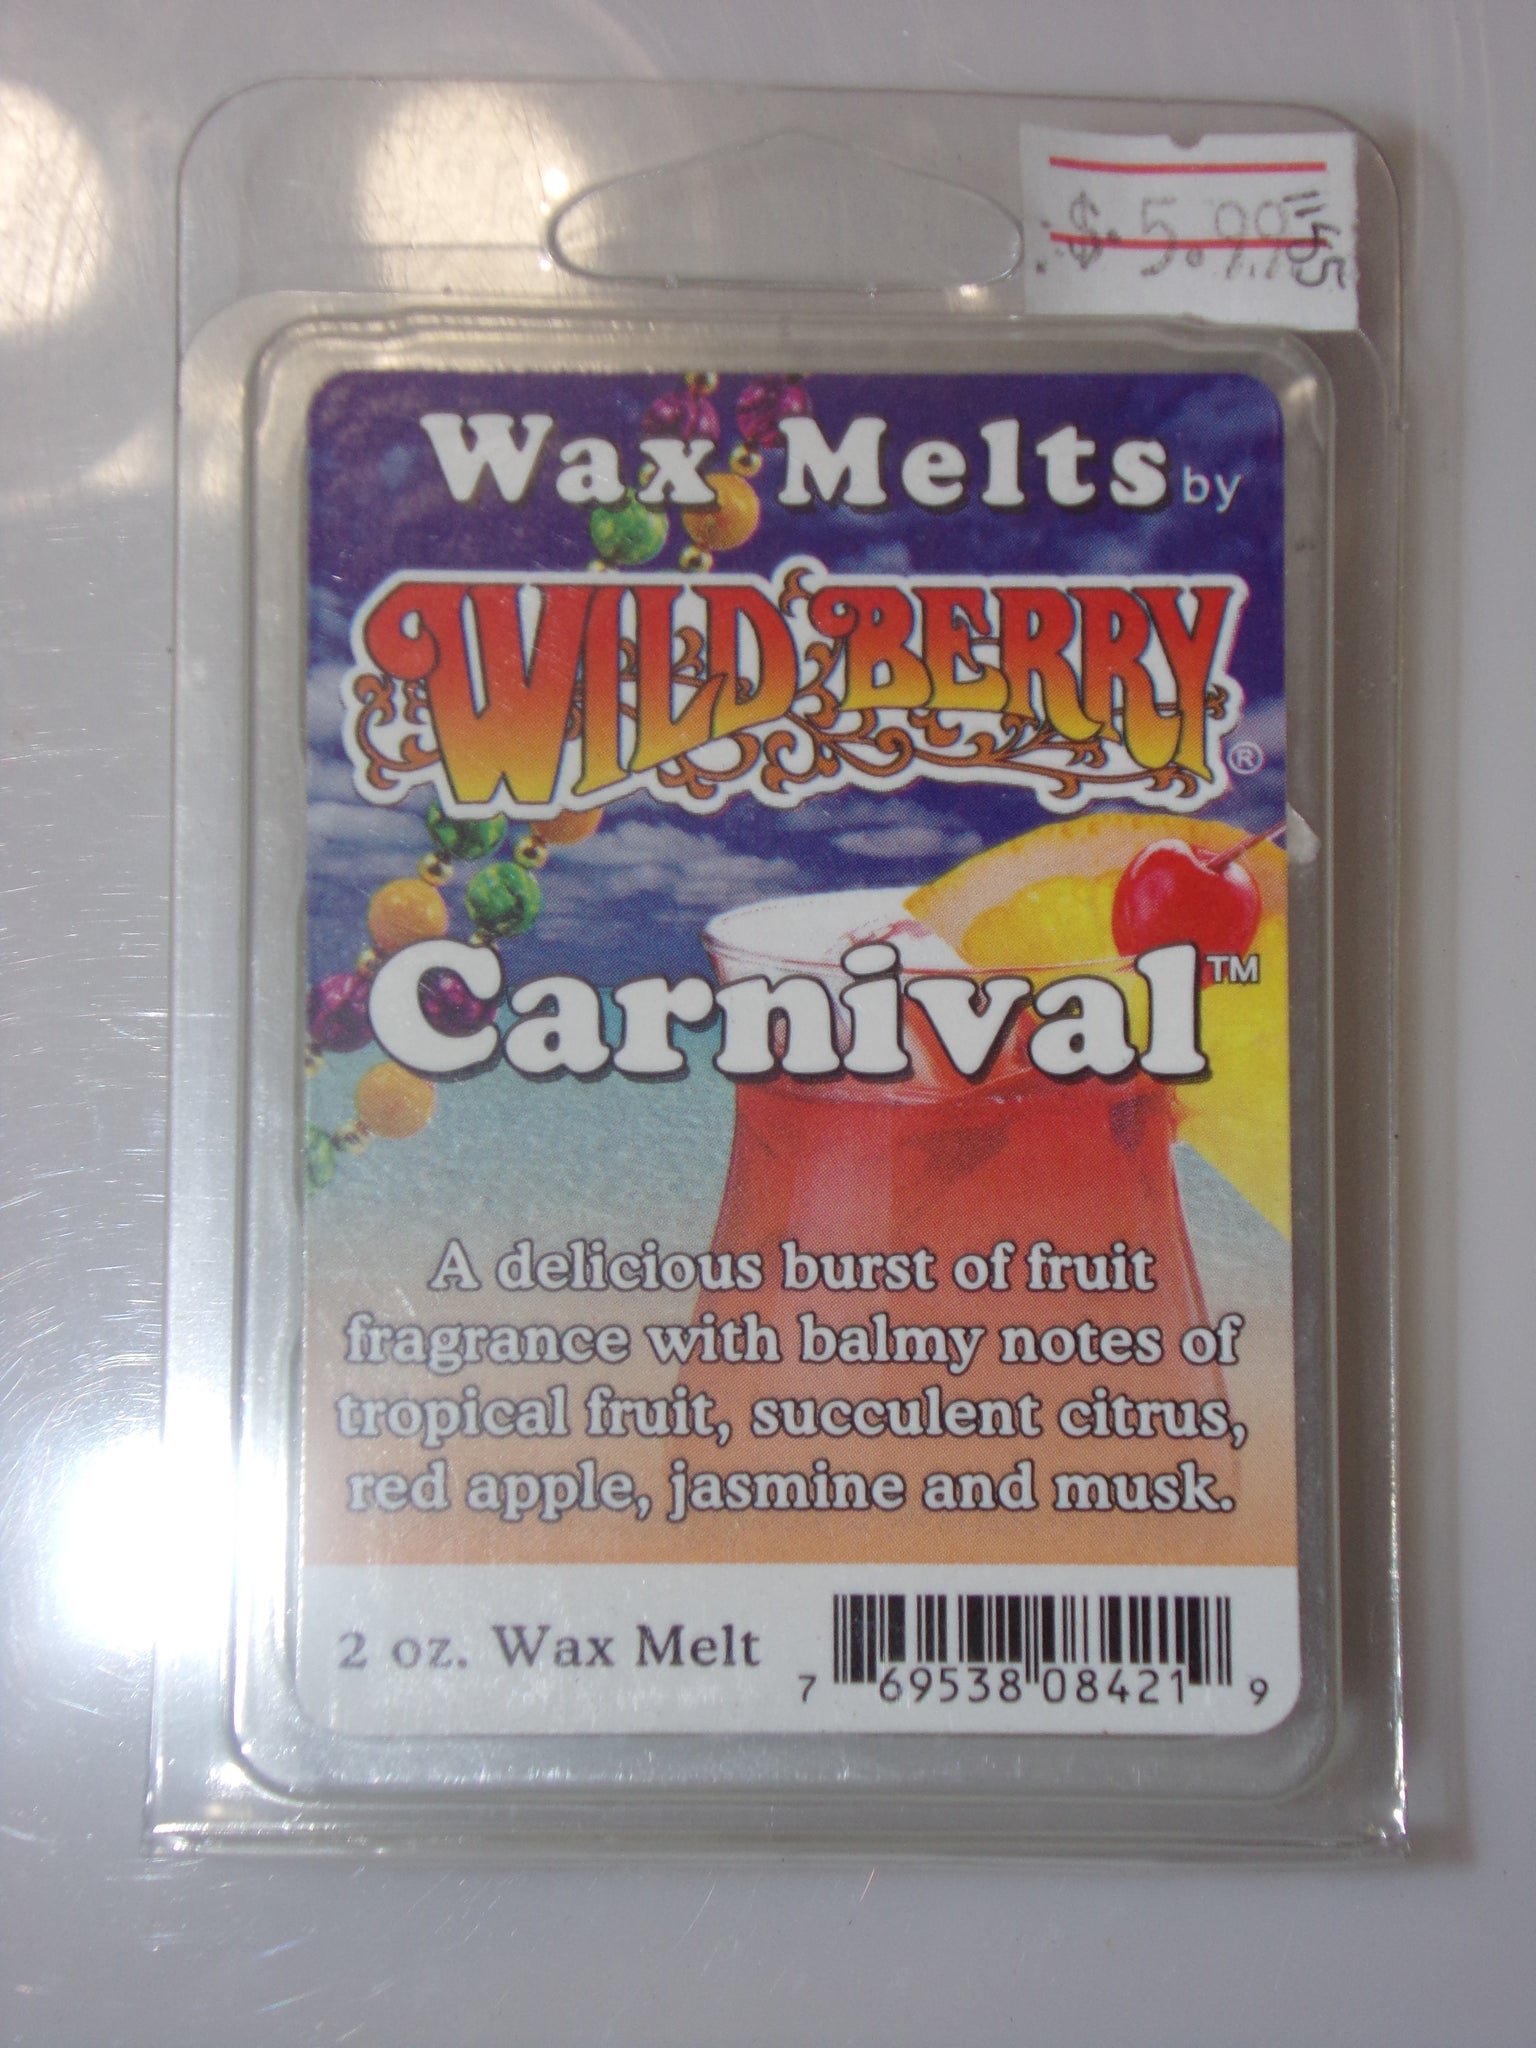 $ 5.99
Wax Melts by
WILD BERRY®
Carnival™
A delicious burst of fruit
fragrance with balmy notes of
tropical fruit, succulent citrus,
red apple, jasmine and musk.
2 oz. Wax Melt
7 69538 08421 9